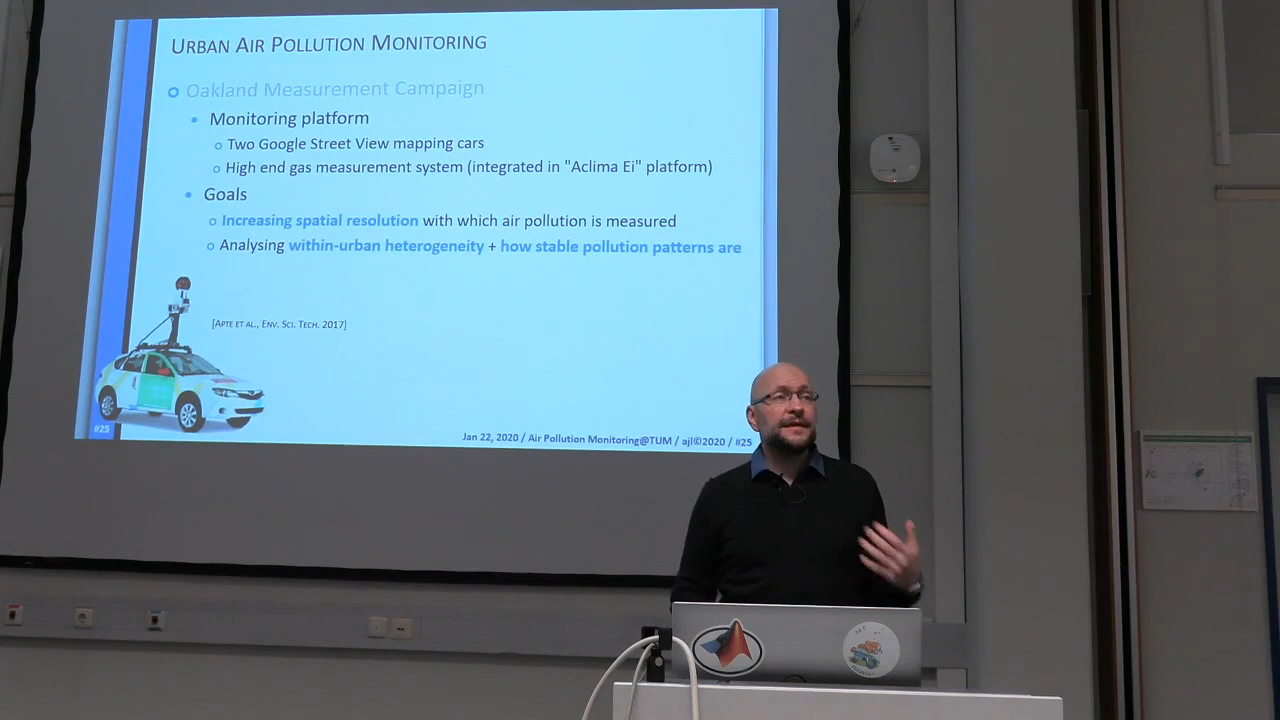 URBAN AIR POLLUTION MONITORING
Oakland Measurement Campaign
Monitoring platform
Two Google Street View mapping cars
High end gas measurement system (integrated in "Aclima Ei" platform)
Goals
Increasing spatial resolution with which air pollution is measured
Analysing within-urban heterogeneity + how stable pollution patterns are
[APTE ET AL., ENV. SCI. TECH. 2017]
#25
Jan 22, 2020 / Air Pollution Monitoring@TUM / ajl©2020 / #25